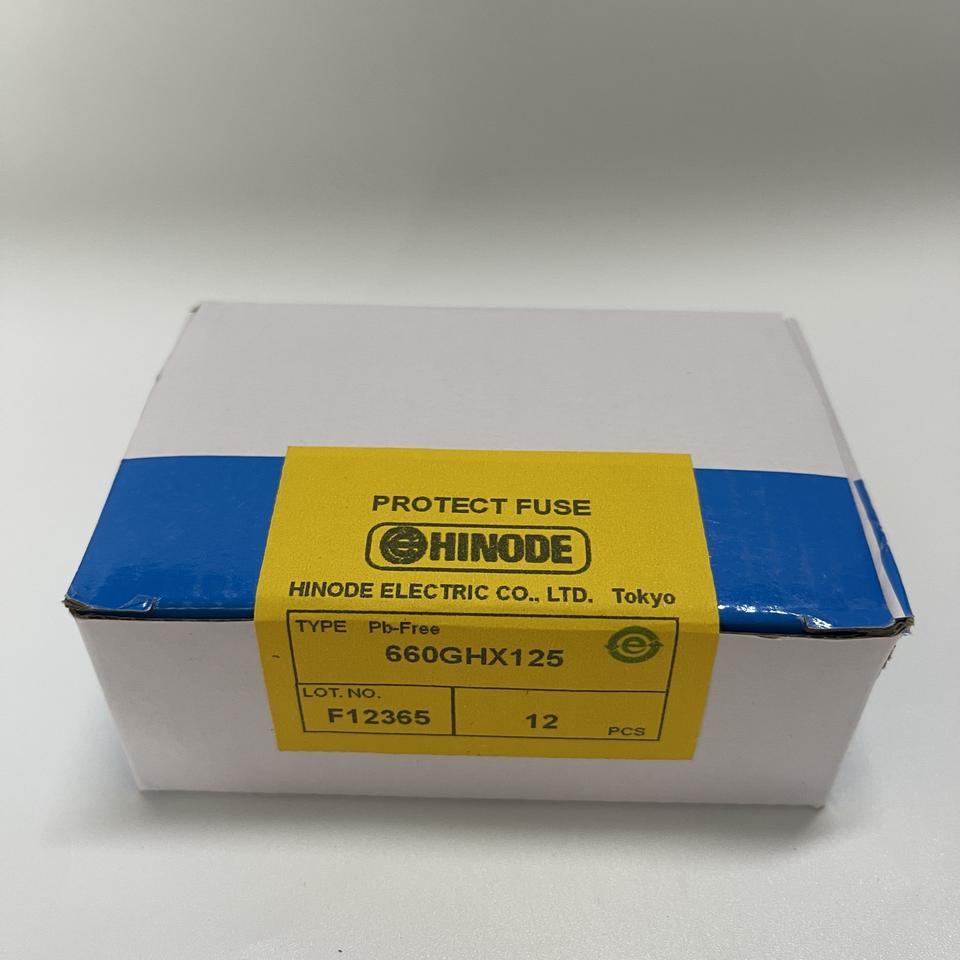 PROTECT FUSE
HINODE
HINODE ELECTRIC CO., LTD. Tokyo
TYPE Pb-Free
660GHX125
e
LOT. NO.
F12365 12 PCS